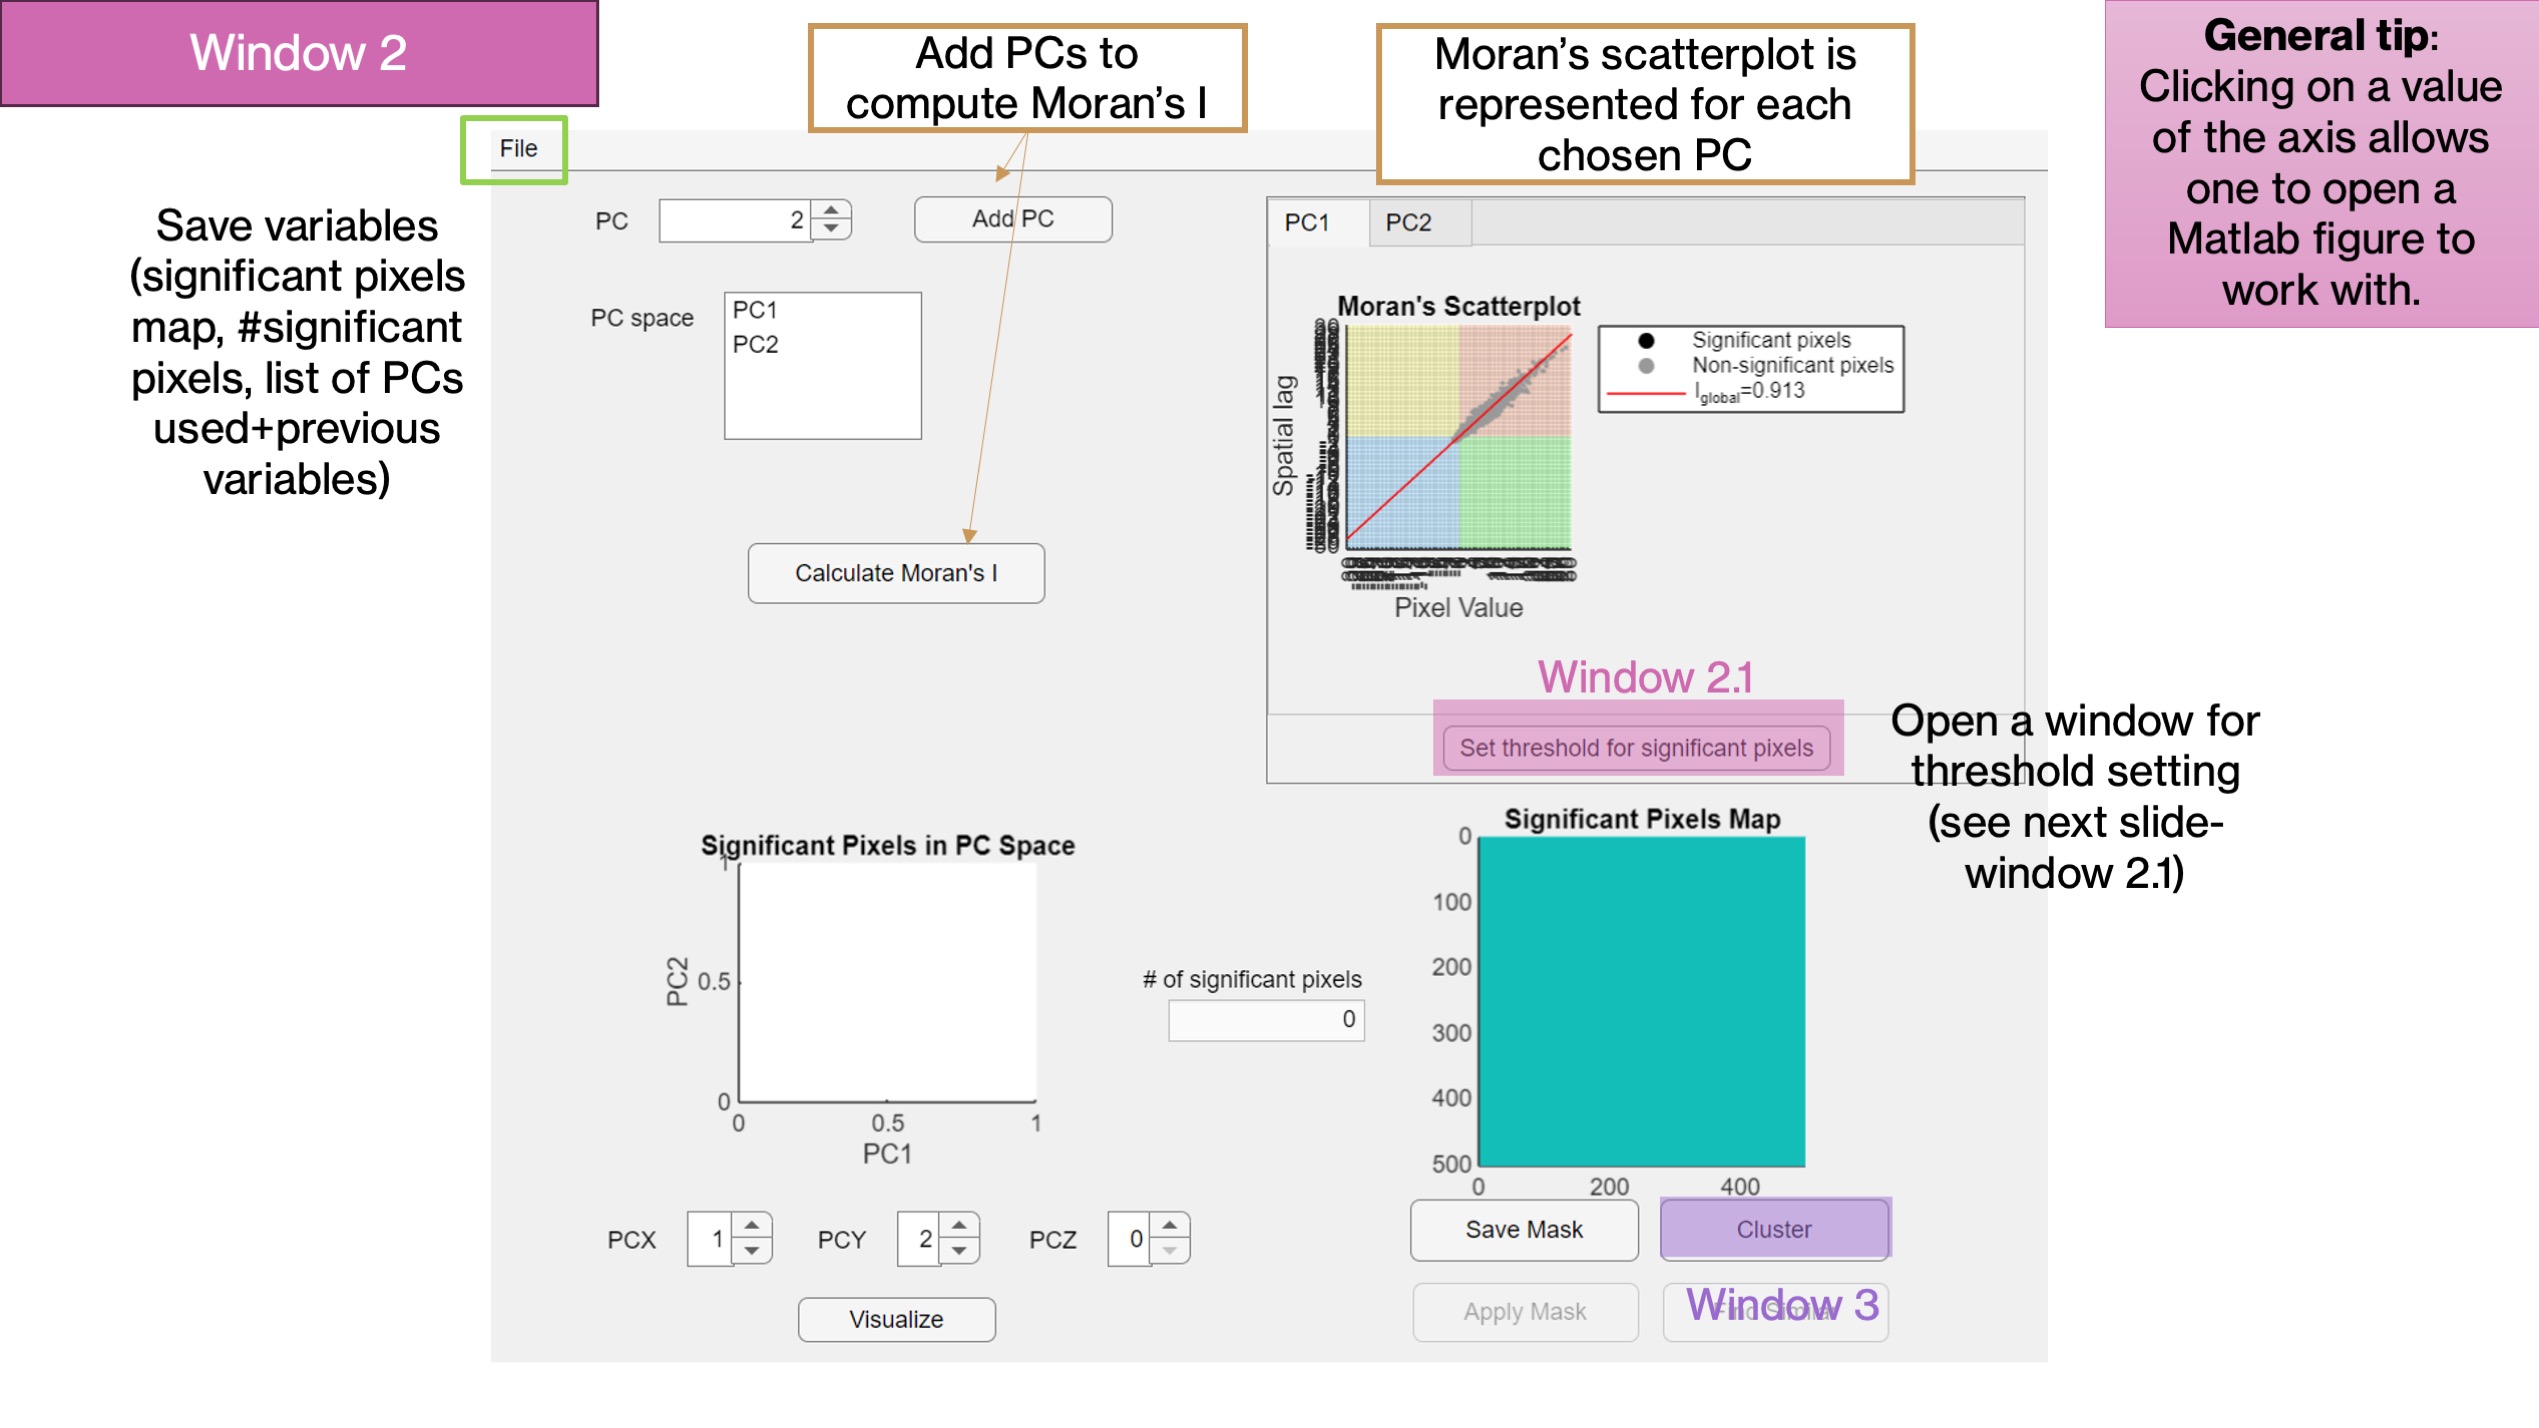 Window 2
Add PCs to
compute Moran’s I
Moran’s scatterplot is
represented for each
chosen PC
General tip:
Clicking on a value
of the axis allows
one to open a
Matlab figure to
work with.
File
Save variables
(significant pixels
map, #significant
pixels, list of PCs
used+previous
variables)
PC
2
Add PC
PC space
PC1
PC2
Calculate Moran's I
PC1
PC2
Moran's Scatterplot
Spatial lag
Pixel Value
Significant pixels
Non-significant pixels
Iglobal=0.913
Window 2.1
Set threshold for significant pixels
Open a window for
threshold setting
(see next slide-
window 2.1)
Significant Pixels in PC Space
1
0.5
0
PC2
0
0.5
1
PC1
# of significant pixels
0
Significant Pixels Map
0
100
200
300
400
500
0
200
400
PCX
1
PCY
2
PCZ
0
Visualize
Save Mask
Cluster
Apply Mask
Find Similar
Window 3